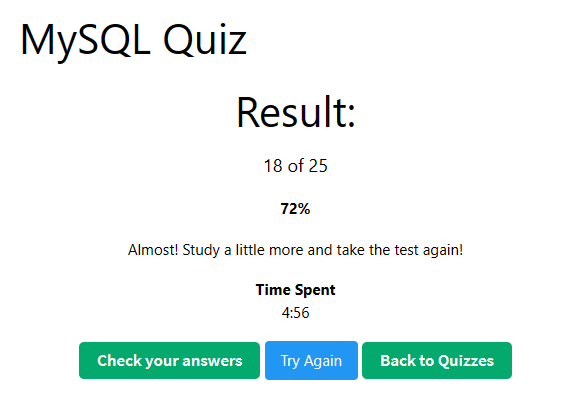 MySQL Quiz
Result:
18 of 25
72%
Almost! Study a little more and take the test again!
Time Spent
4:56
Check your answers Try Again Back to Quizzes